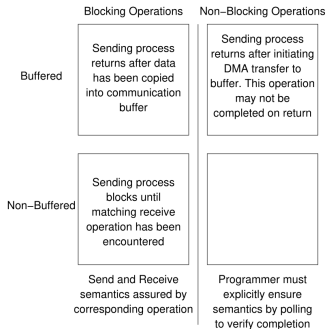 Blocking Operations
Non−Blocking Operations
Buffered
Sending process
returns after data
has been copied
into communication
buffer
Sending process
returns after initiating
DMA transfer to
buffer. This operation
may not be
completed on return
Non−Buffered
Sending process
blocks until
matching receive
operation has been
encountered
Send and Receive
semantics assured by
corresponding operation
Programmer must
explicitly ensure
semantics by polling
to verify completion